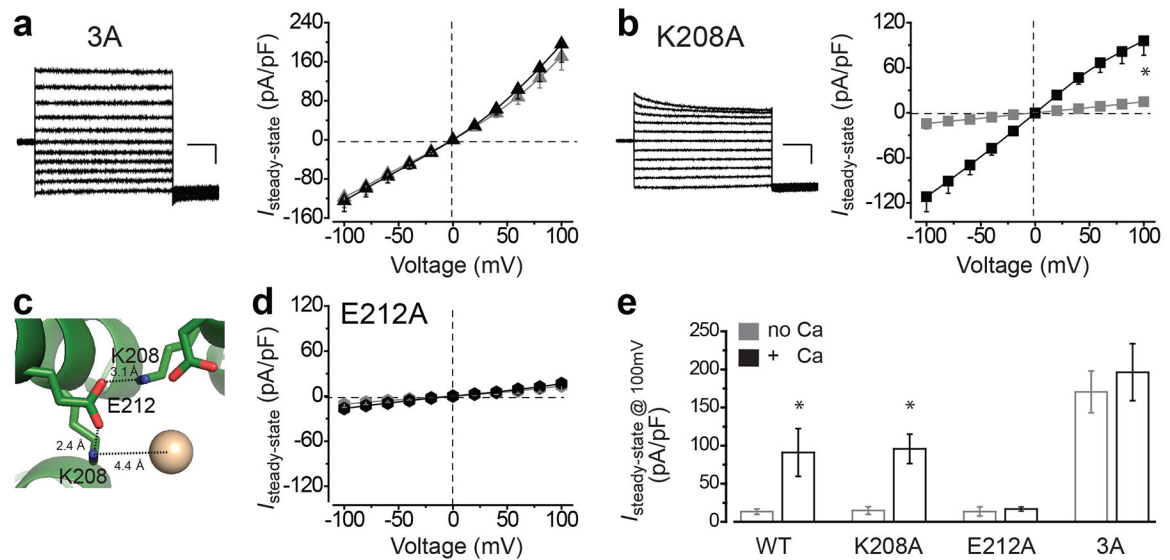 a
3A
I steady-state (pA/pF)
240
160
80
0
-80
-160
-100 -50 0 50 100
Voltage (mV)
b
K208A
I steady-state (pA/pF)
120
60
0
-60
-120
-100 -50 0 50 100
Voltage (mV)
*
c
K208
3.1 Å
E212
2.4 Å
4.4 Å
K208
d
E212A
I steady-state (pA/pF)
120
60
0
-60
-120
-100 -50 0 50 100
Voltage (mV)
e
no Ca
+ Ca
I steady-state @ 100mV
(pA/pF)
250
200
150
100
50
0
* *
WT K208A E212A 3A